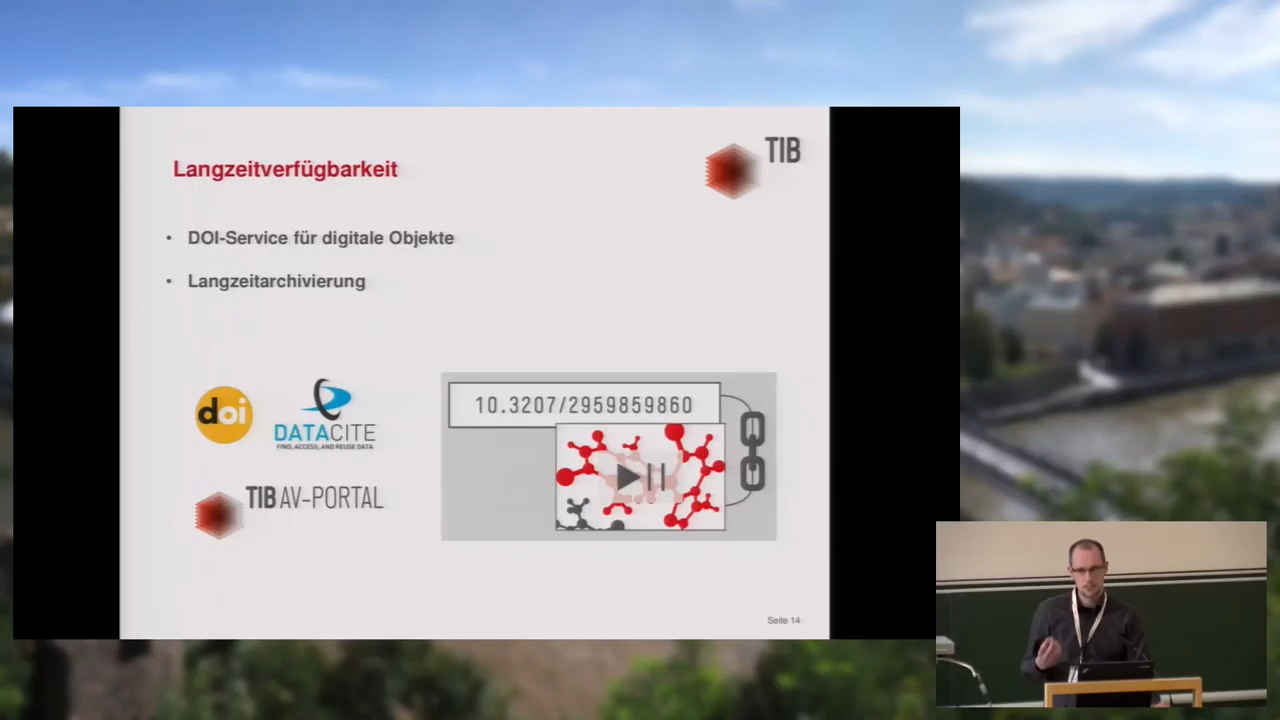 TIB
Langzeitverfügbarkeit
• DOI-Service für digitale Objekte
• Langzeitarchivierung
doi
DATACITE
FIND, ACCESS, AND REUSE DATA.
TIB AV-PORTAL
10.3207/2959859860
Seite 14